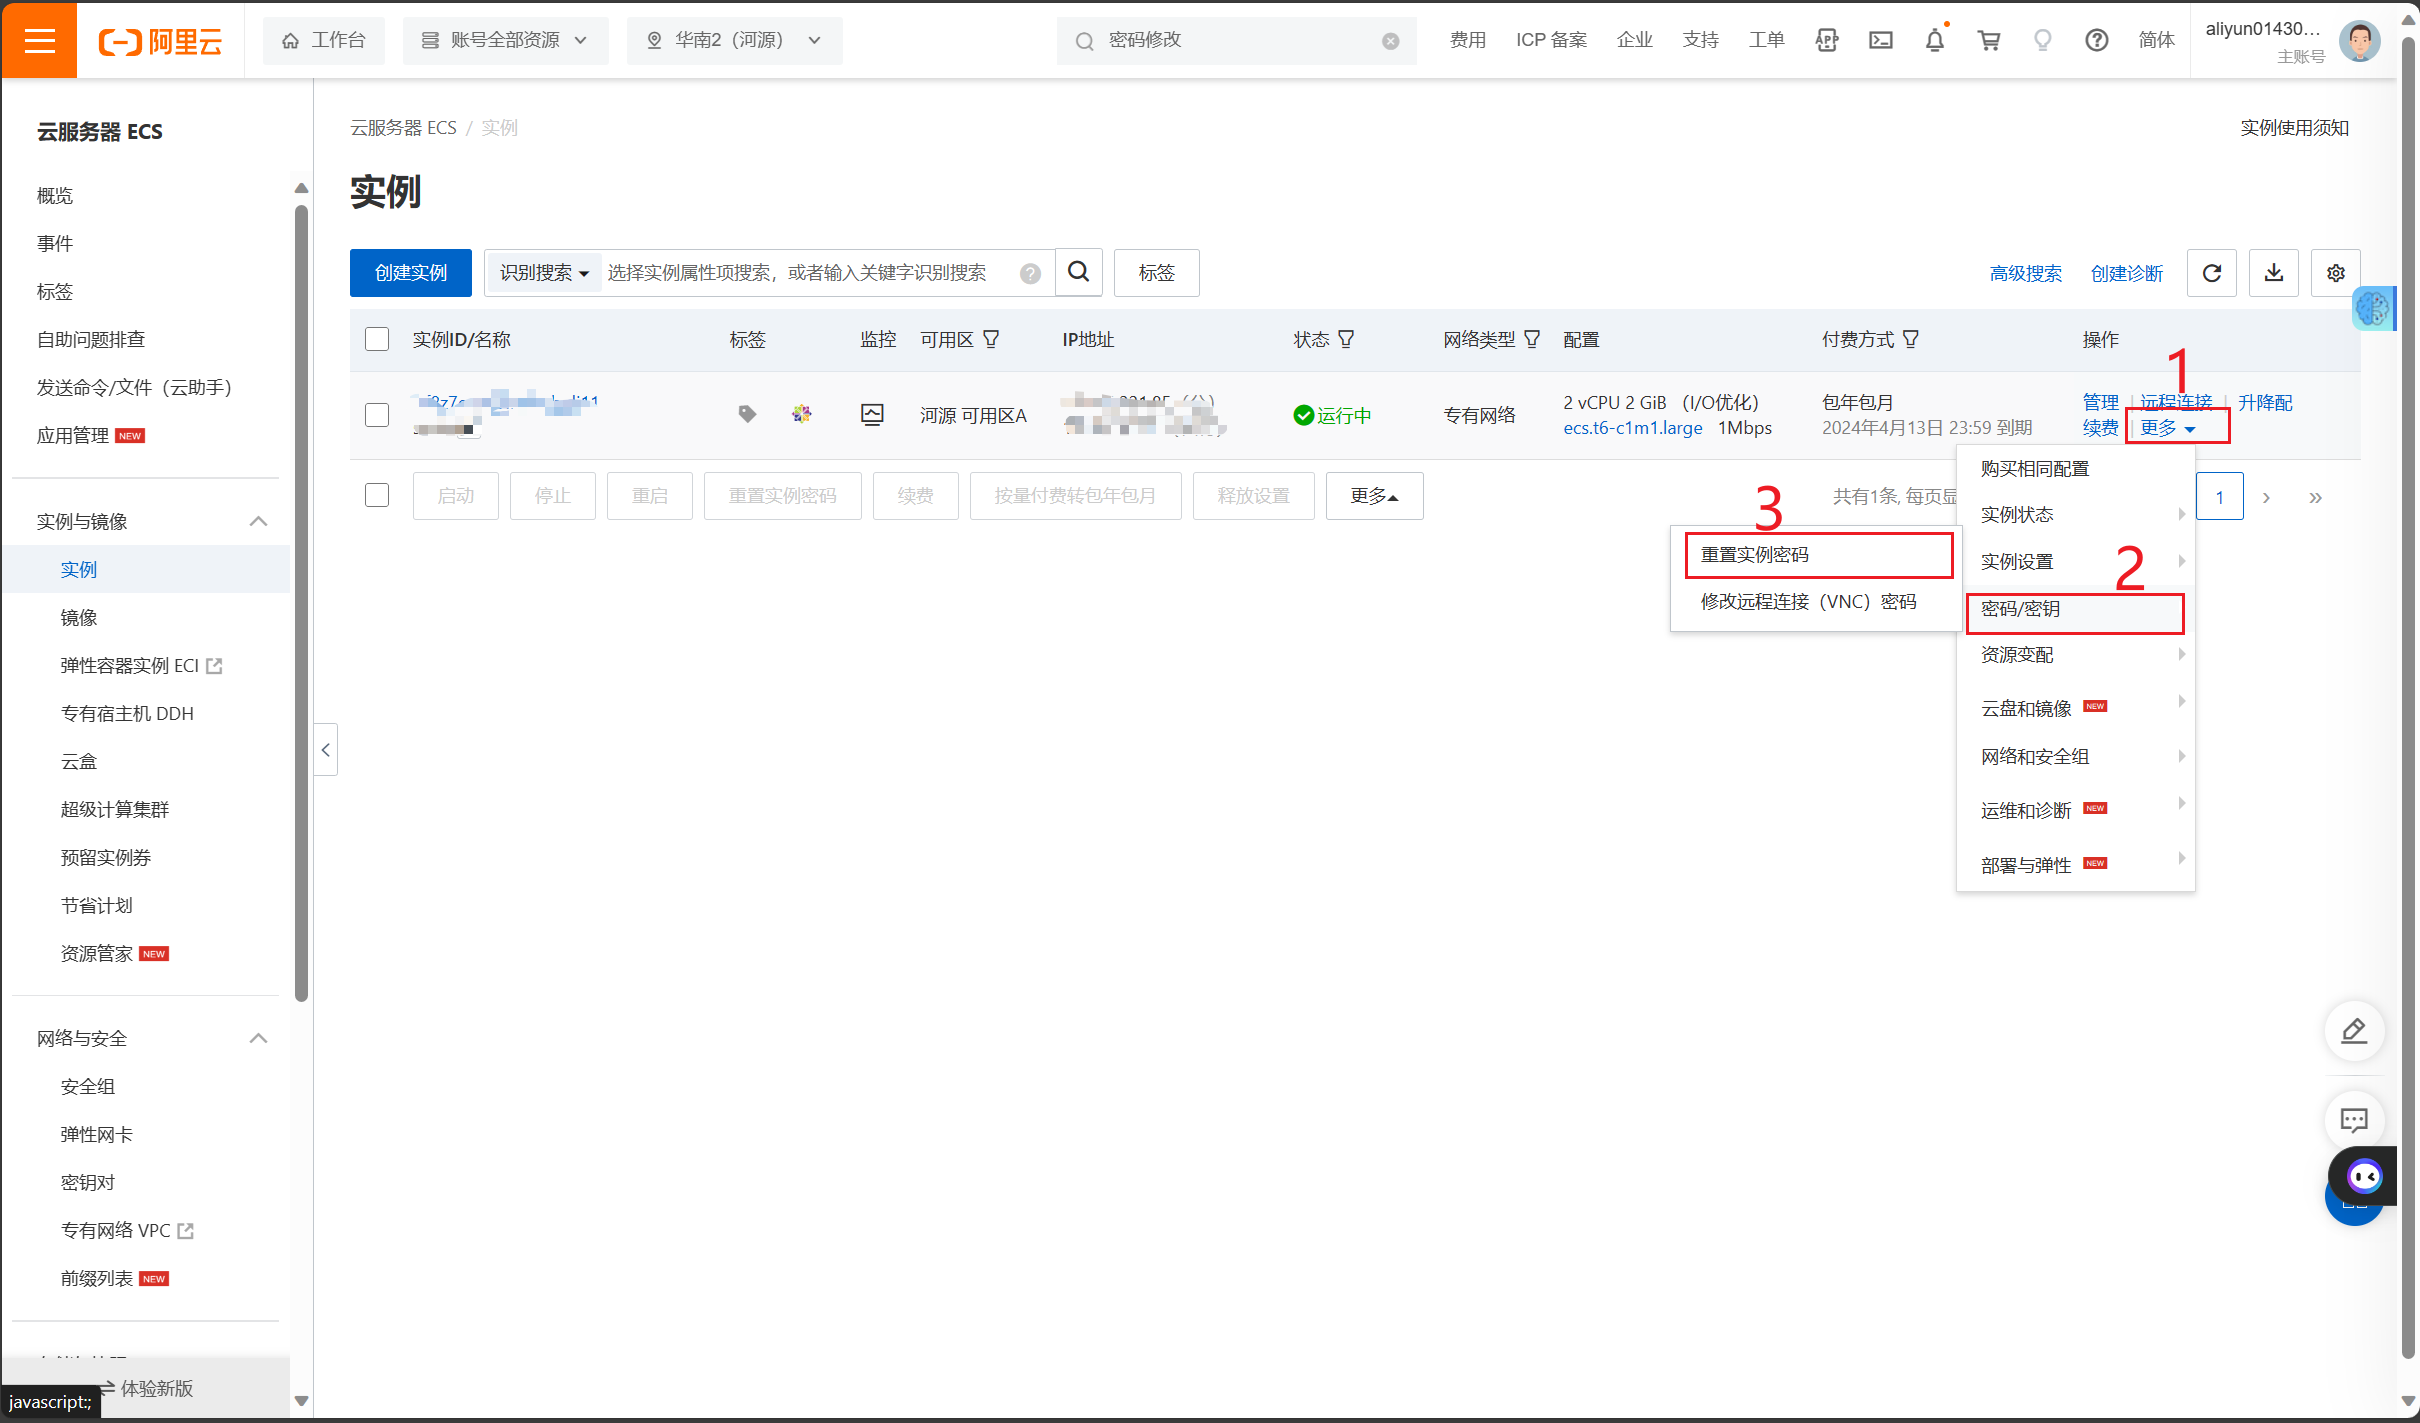 阿里云
工作台
账号全部资源
华南2（河源）
密码修改
费用
ICP 备案
企业
支持
工单
APP
简体
aliyun01430...
主账号
云服务器 ECS
概览
事件
标签
自助问题排查
发送命令/文件（云助手）
应用管理 NEW
实例与镜像
实例
镜像
弹性容器实例 ECI
专有宿主机 DDH
云盒
超级计算集群
预留实例券
节省计划
资源管家 NEW
网络与安全
安全组
弹性网卡
密钥对
专有网络 VPC
前缀列表 NEW
体验新版
javascript:;
云服务器 ECS / 实例
实例使用须知
实例
创建实例
识别搜索
选择实例属性项搜索，或者输入关键字识别搜索
标签
高级搜索
创建诊断
实例ID/名称
标签
监控
可用区
IP地址
状态
网络类型
配置
付费方式
操作
河源 可用区A
运行中
专有网络
2 vCPU 2 GiB （I/O优化）
ecs.t6-c1m1.large 1Mbps
包年包月
2024年4月13日 23:59 到期
管理 | 远程连接 | 升降配
续费 | 更多
1
启动
停止
重启
重置实例密码
续费
按量付费转包年包月
释放设置
更多
共有1条, 每页显
1
›
»
购买相同配置
实例状态
实例设置
密码/密钥
资源变配
云盘和镜像 NEW
网络和安全组
运维和诊断 NEW
部署与弹性 NEW
2
3
重置实例密码
修改远程连接（VNC）密码